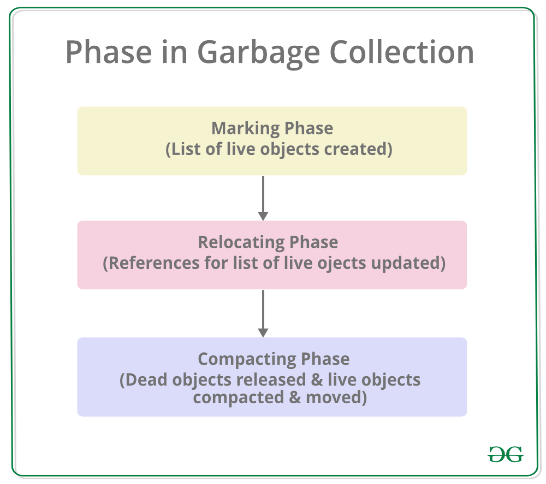 Phase in Garbage Collection
Marking Phase
(List of live objects created)
Relocating Phase
(References for list of live ojects updated)
Compacting Phase
(Dead objects released & live objects
compacted & moved)